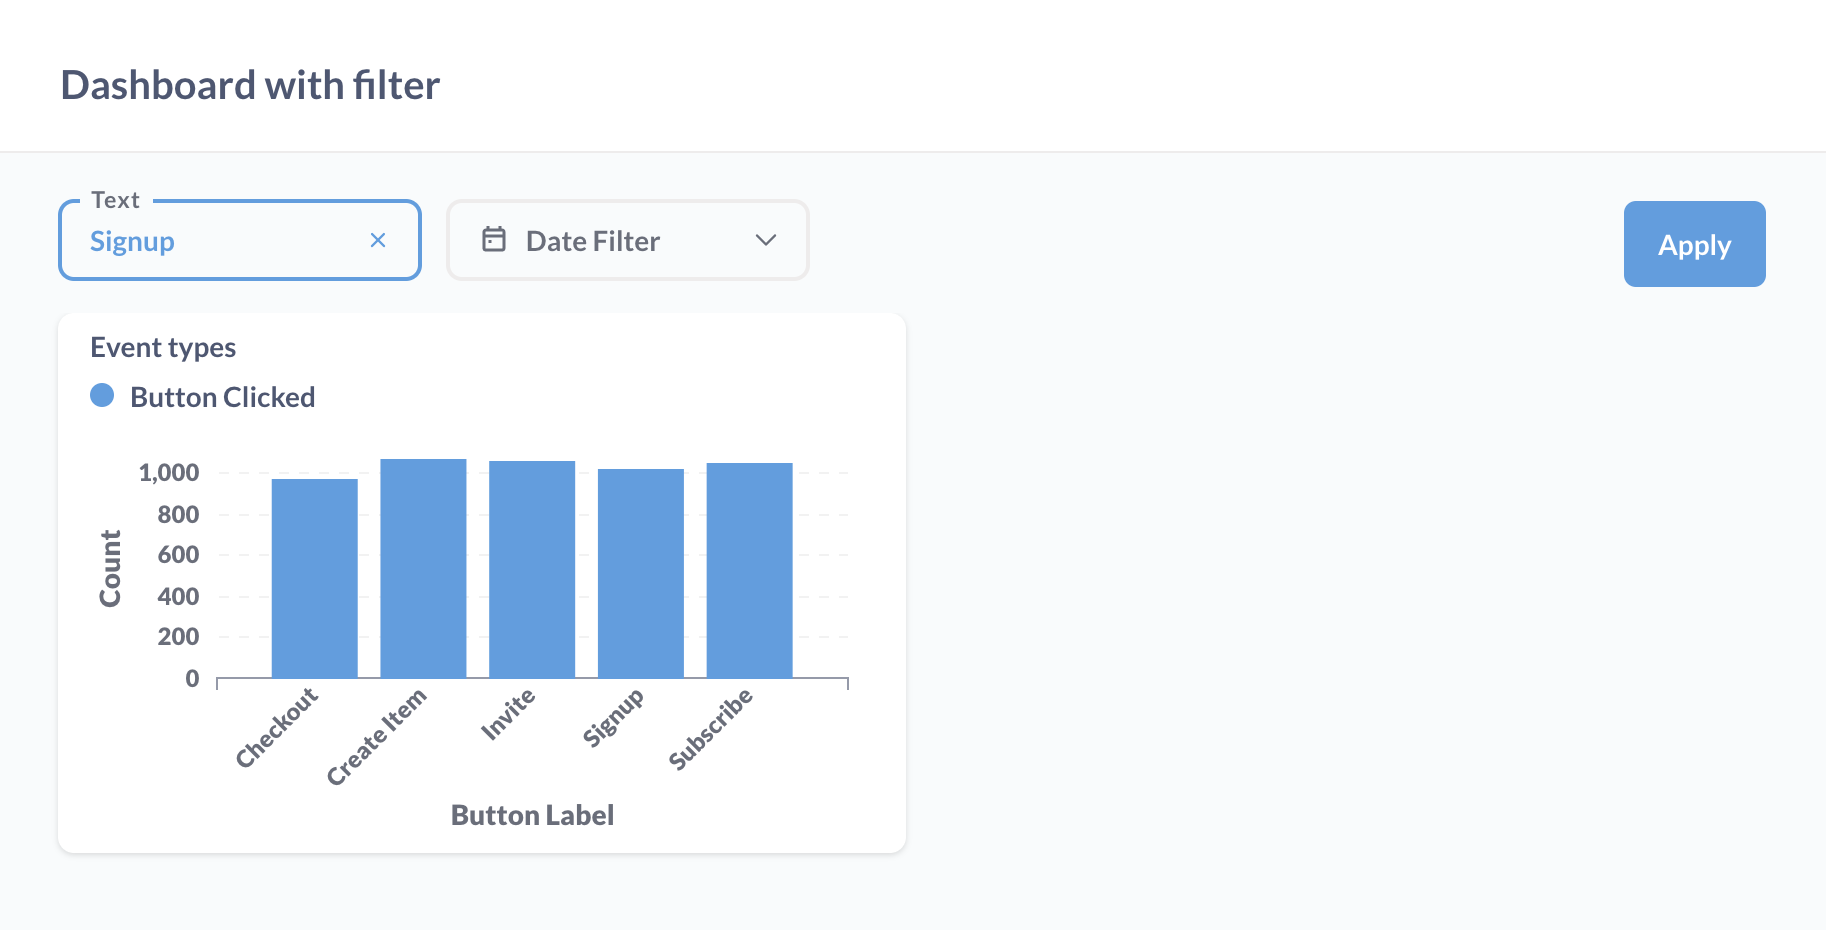 Dashboard with filter
Text
Signup
Date Filter
Apply
Event types
Button Clicked
1,000
800
600
400
200
0
Count
Checkout
Create Item
Invite
Signup
Subscribe
Button Label